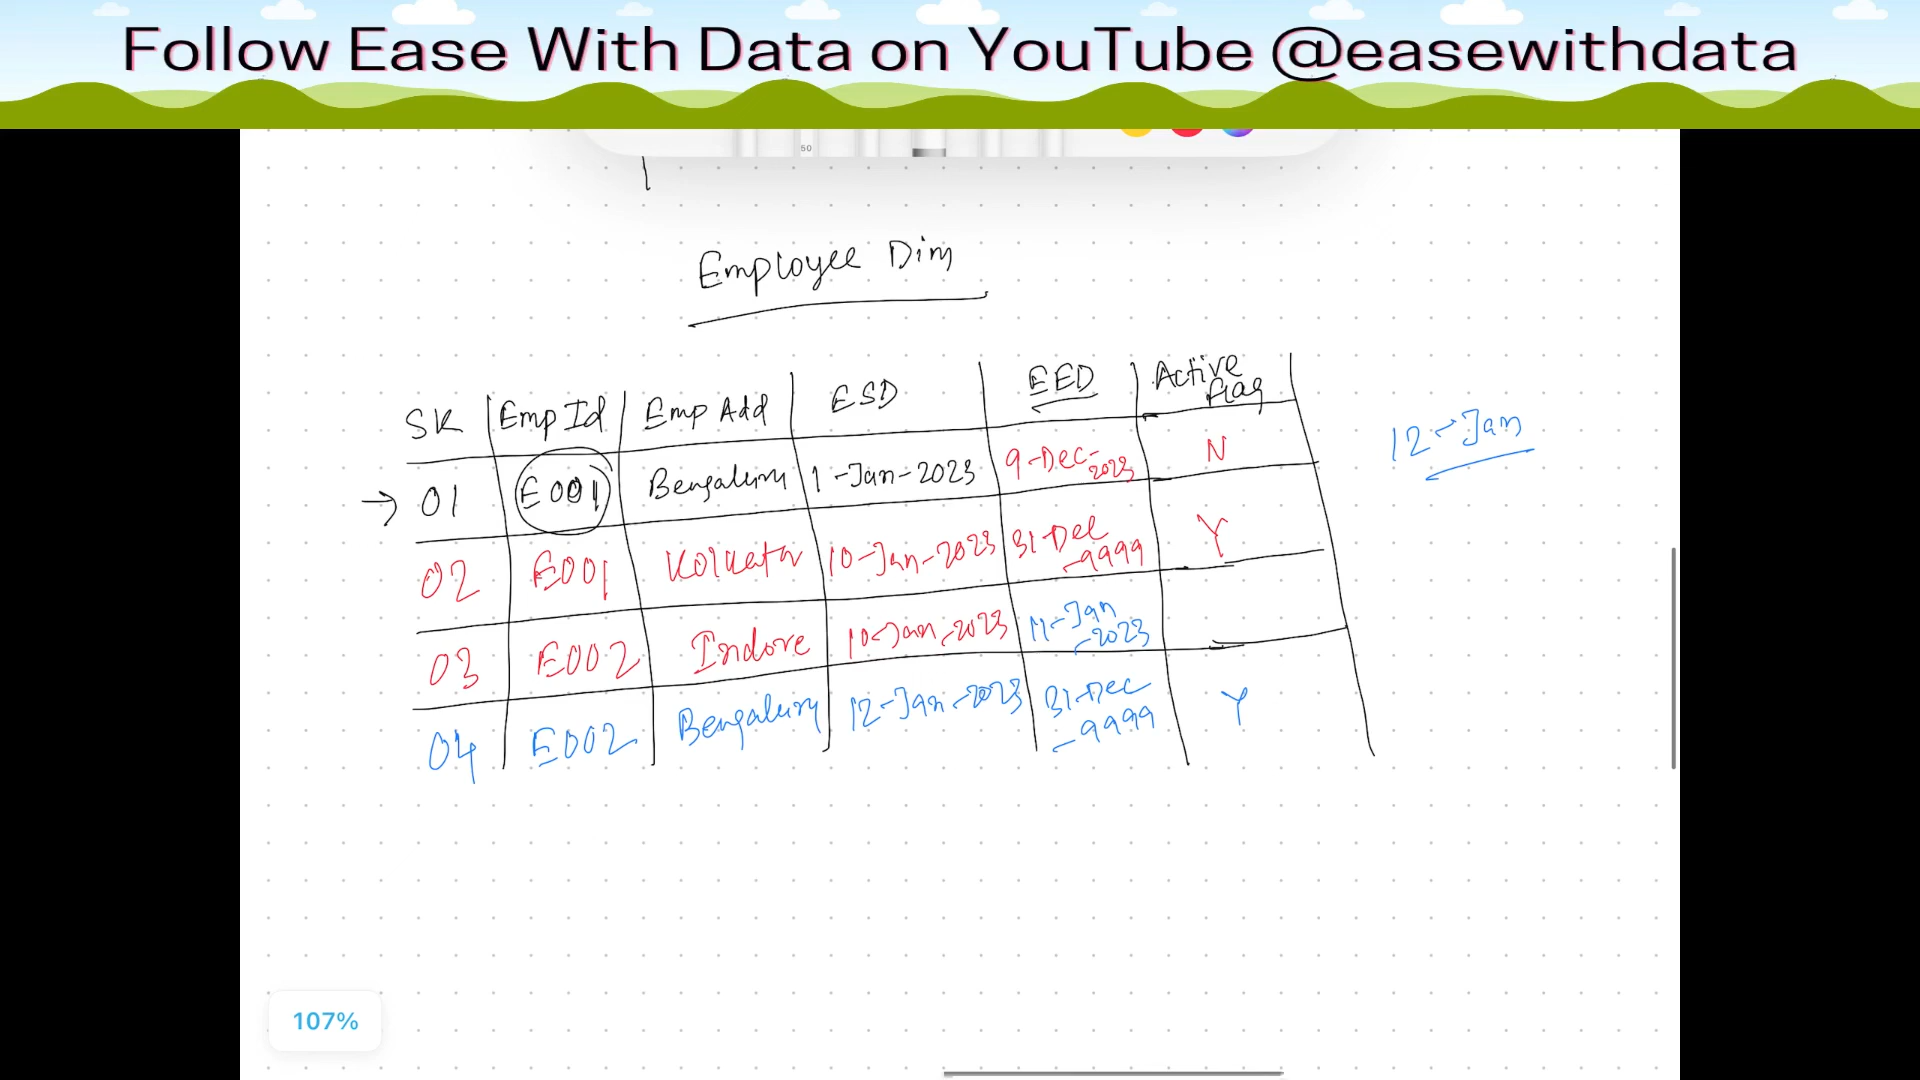 Follow Ease With Data on YouTube @easewithdata
50
Employee Dim
SK Emp Id Emp Add ESD EED Active flag
01 E001 Bengaluru 1-Jan-2023 9-Dec-2023 N
02 E001 Kolkata 10-Jan-2023 31-Dec-9999 Y
03 E002 Indore 10-Jan-2023 11-Jan-2023
04 E002 Bengaluru 12-Jan-2023 31-Dec-9999 Y
12-Jan
107%